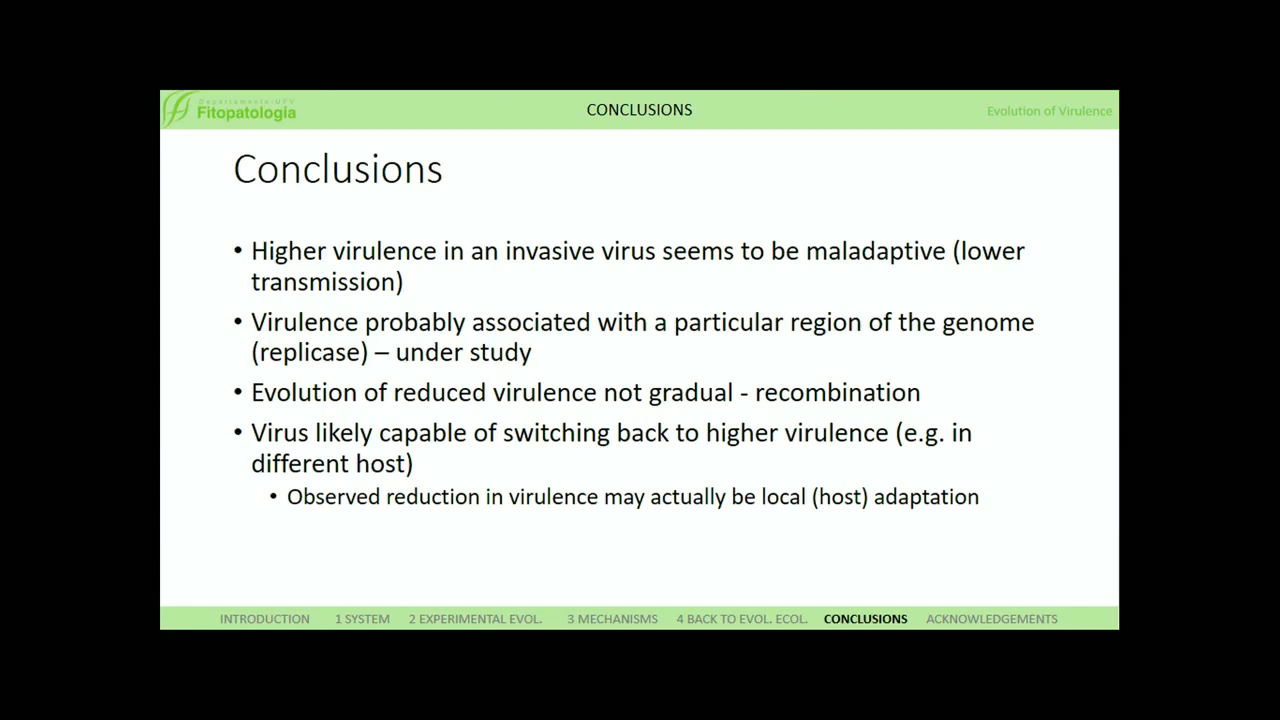 Departamento-UFV
Fitopatologia
CONCLUSIONS
Evolution of Virulence
Conclusions
• Higher virulence in an invasive virus seems to be maladaptive (lower
transmission)
• Virulence probably associated with a particular region of the genome
(replicase) – under study
• Evolution of reduced virulence not gradual - recombination
• Virus likely capable of switching back to higher virulence (e.g. in
different host)
• Observed reduction in virulence may actually be local (host) adaptation
INTRODUCTION 1 SYSTEM 2 EXPERIMENTAL EVOL. 3 MECHANISMS 4 BACK TO EVOL. ECOL. CONCLUSIONS ACKNOWLEDGEMENTS